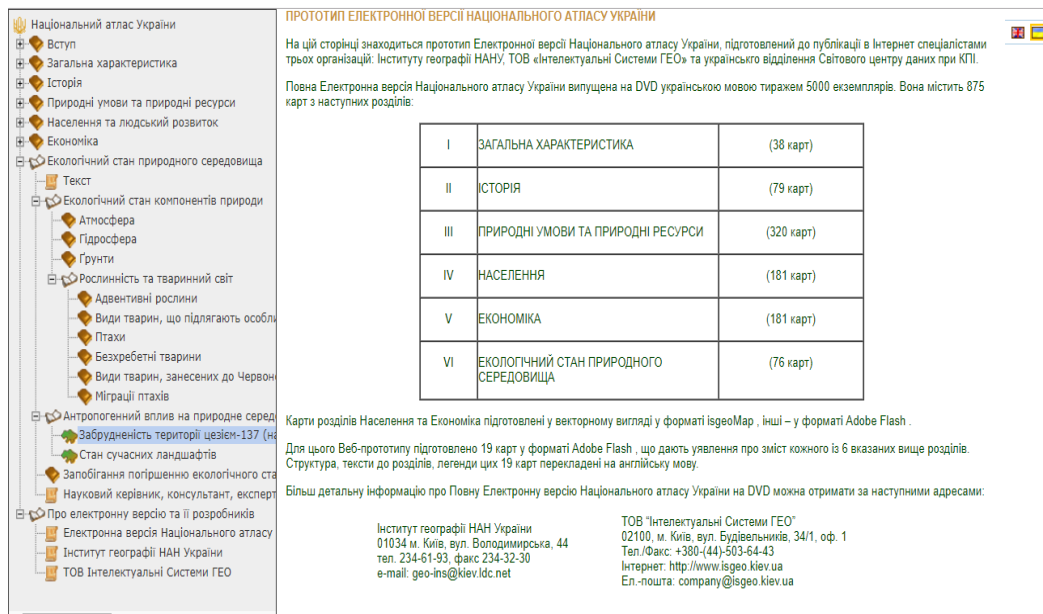 Національний атлас України
Вступ
Загальна характеристика
Історія
Природні умови та природні ресурси
Населення та людський розвиток
Економіка
Екологічний стан природного середовища
Текст
Екологічний стан компонентів природи
Атмосфера
Гідросфера
Ґрунти
Рослинність та тваринний світ
Адвентивні рослини
Види тварин, що підлягають особли
Птахи
Безхребетні тварини
Види тварин, занесених до Червоно
Міграції птахів
Антропогенний вплив на природне серед
Забрудненість території цезієм-137 (на
Стан сучасних ландшафтів
Запобігання погіршенню екологічного ста
Науковий керівник, консультант, експерт
Про електронну версію та її розробників
Електронна версія Національного атласу
Інститут географії НАН України
ТОВ Інтелектуальні Системи ГЕО
ПРОТОТИП ЕЛЕКТРОННОЇ ВЕРСІЇ НАЦІОНАЛЬНОГО АТЛАСУ УКРАЇНИ
На цій сторінці знаходиться прототип Електронної версії Національного атласу України, підготовлений до публікації в Інтернет спеціалістами
трьох організацій: Інституту географії НАНУ, ТОВ «Інтелектуальні Системи ГЕО» та українсько відділення Світового центру даних при КПІ.
Повна Електронна версія Національного атласу України випущена на DVD українською мовою тиражем 5000 екземплярів. Вона містить 875
карт з наступних розділів:
I ЗАГАЛЬНА ХАРАКТЕРИСТИКА (38 карт)
II ІСТОРІЯ (79 карт)
III ПРИРОДНІ УМОВИ ТА ПРИРОДНІ РЕСУРСИ (320 карт)
IV НАСЕЛЕННЯ (181 карт)
V ЕКОНОМІКА (181 карт)
VI ЕКОЛОГІЧНИЙ СТАН ПРИРОДНОГО (76 карт)
СЕРЕДОВИЩА
Карти розділів Населення та Економіка підготовлені у векторному вигляді у форматі isgeoMap , інші – у форматі Adobe Flash .
Для цього Веб-прототипу підготовлено 19 карт у форматі Adobe Flash , що дають уявлення про зміст кожного із 6 вказаних вище розділів.
Структура, тексти до розділів, легенди цих 19 карт перекладені на англійську мову.
Більш детальну інформацію про Повну Електронну версію Національного атласу України на DVD можна отримати за наступними адресами:
Інститут географії НАН України
01034 м. Київ, вул. Володимирська, 44
тел. 234-61-93, факс 234-32-30
e-mail: geo-ins@kiev.ldc.net
ТОВ “Інтелектуальні Системи ГЕО”
02100, м. Київ, вул. Будівельників, 34/1, оф. 1
Тел./Факс: +380-(44)-503-64-43
Інтернет: http://www.isgeo.kiev.ua
Ел.-пошта: company@isgeo.kiev.ua